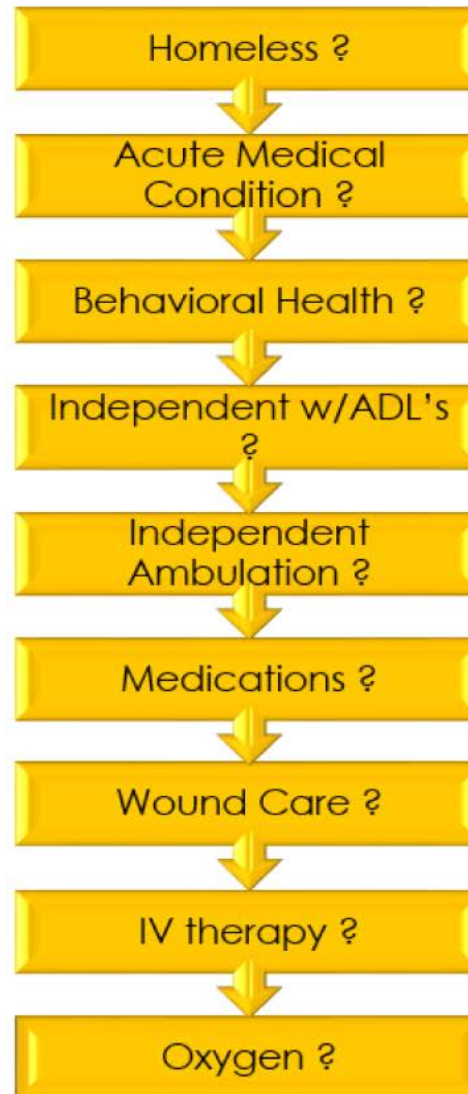 Homeless ?
Acute Medical
Condition ?
Behavioral Health ?
Independent w/ADL's
?
Independent
Ambulation ?
Medications ?
Wound Care ?
IV therapy ?
Oxygen ?